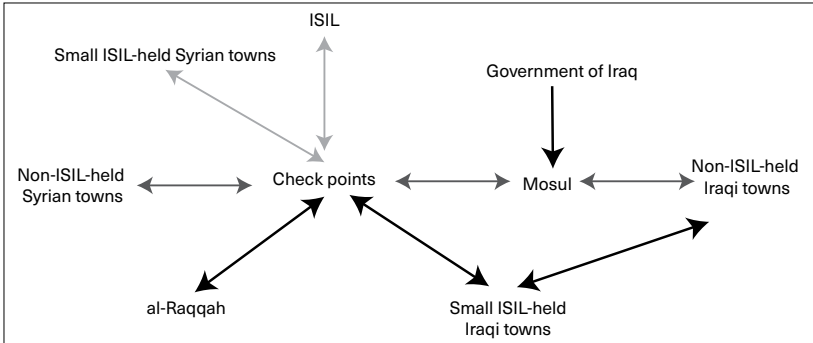 ISIL
Small ISIL-held Syrian towns
Government of Iraq
Non-ISIL-held
Syrian towns
Check points
Mosul
Non-ISIL-held
Iraqi towns
al-Raqqah
Small ISIL-held
Iraqi towns